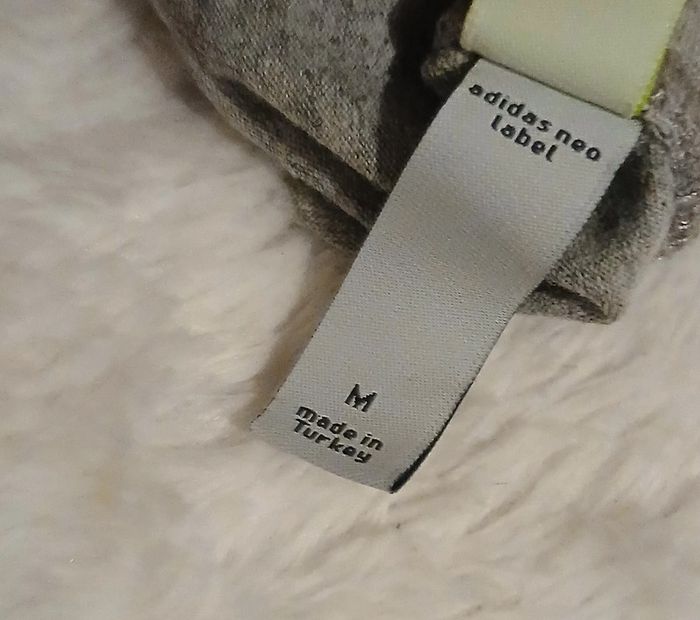 adidas neo
label
M
made in
Turkey